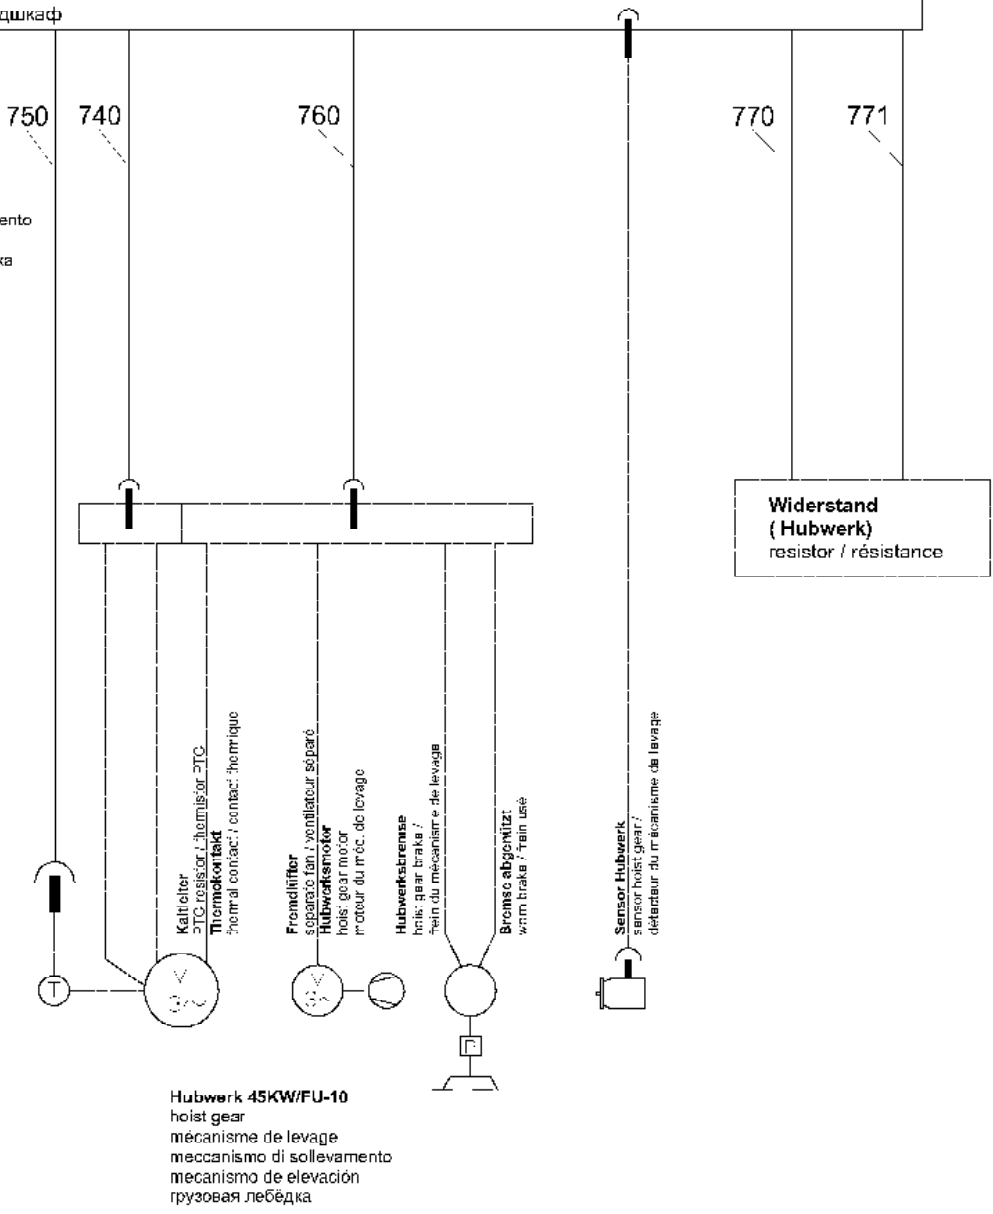 дшкаф
750
740
760
770
771
ento
ка
Widerstand
( Hubwerk)
resistor / résistance
Kaltleiter
PTC resistor / thermistor PTC
Thermokontakt
thermal contact / contact thermique
Fremdlüfter
separate fan / ventilateur séparé
Hubwerksmotor
hoist gear motor
moteur du méc. de levage
Hubwerksbremse
hoist gear brake /
frein du mécanisme de levage
Bremse abgenützt
worn brake / frein usé
Sensor Hubwerk
sensor hoist gear /
détecteur du mécanisme de levage
T
V
3~
V
3~
Hubwerk 45KW/FU-10
hoist gear
mécanisme de levage
meccanismo di sollevamento
mecanismo de elevación
грузовая лебёдка